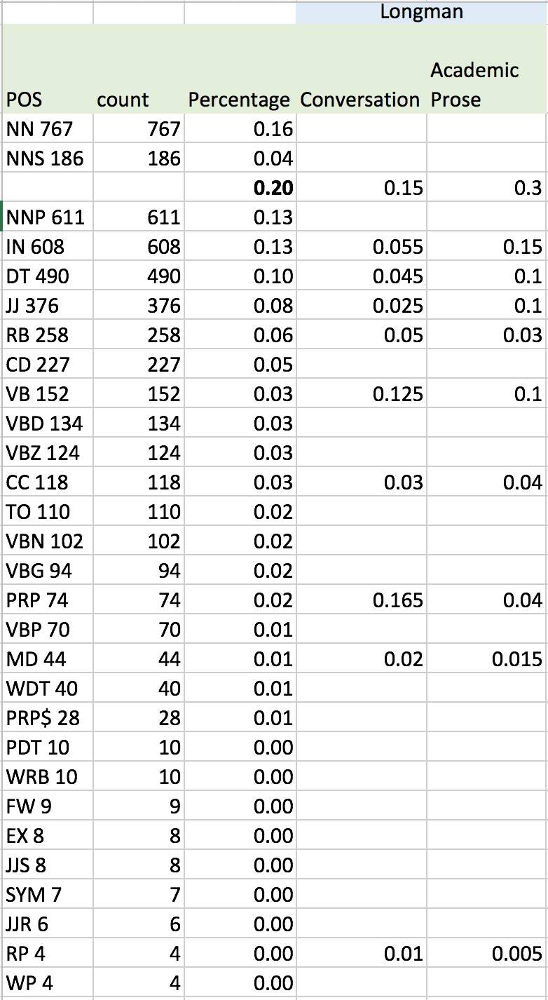 Longman
Academic
POS count Percentage Conversation Prose
NN 767 767 0.16
NNS 186 186 0.04
0.20 0.15 0.3
NNP 611 611 0.13
IN 608 608 0.13 0.055 0.15
DT 490 490 0.10 0.045 0.1
JJ 376 376 0.08 0.025 0.1
RB 258 258 0.06 0.05 0.03
CD 227 227 0.05
VB 152 152 0.03 0.125 0.1
VBD 134 134 0.03
VBZ 124 124 0.03
CC 118 118 0.03 0.03 0.04
TO 110 110 0.02
VBN 102 102 0.02
VBG 94 94 0.02
PRP 74 74 0.02 0.165 0.04
VBP 70 70 0.01
MD 44 44 0.01 0.02 0.015
WDT 40 40 0.01
PRP$ 28 28 0.01
PDT 10 10 0.00
WRB 10 10 0.00
FW 9 9 0.00
EX 8 8 0.00
JJS 8 8 0.00
SYM 7 7 0.00
JJR 6 6 0.00
RP 4 4 0.00 0.01 0.005
WP 4 4 0.00